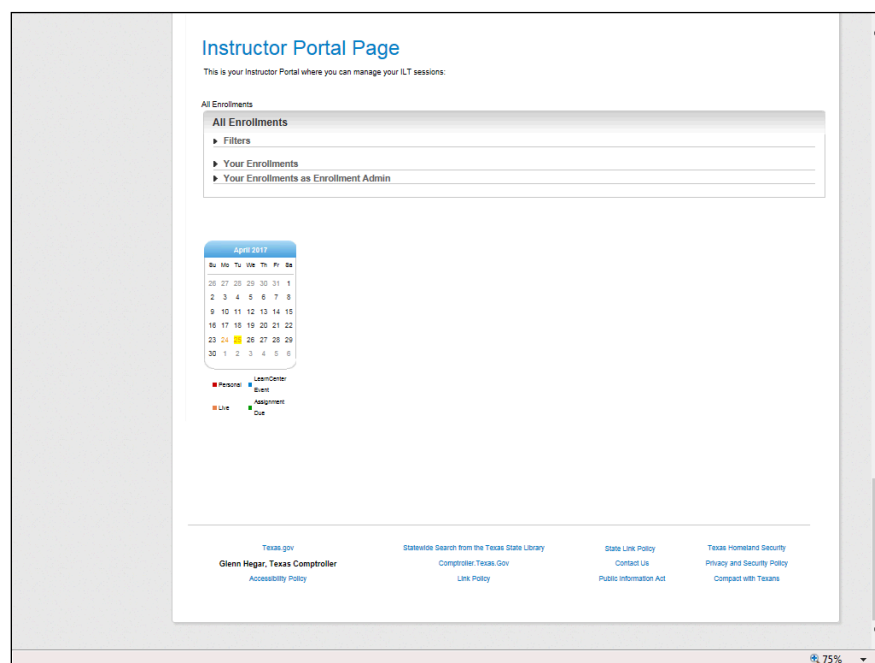 Instructor Portal Page
This is your Instructor Portal where you can manage your ILT sessions:
All Enrollments
All Enrollments
Filters
Your Enrollments
Your Enrollments as Enrollment Admin
April 2017
Su Mo Tu We Th Fr Sa
26 27 28 29 30 31 1
2 3 4 5 6 7 8
9 10 11 12 13 14 15
16 17 18 19 20 21 22
23 24 25 26 27 28 29
30 1 2 3 4 5 6
Personal LearnCenter Event
Live Assignment Due
Texas.gov Statewide Search from the Texas State Library State Link Policy Texas Homeland Security
Glenn Hegar, Texas Comptroller Comptroller.Texas.Gov Contact Us Privacy and Security Policy
Accessibility Policy Link Policy Public Information Act Compact with Texans
75%